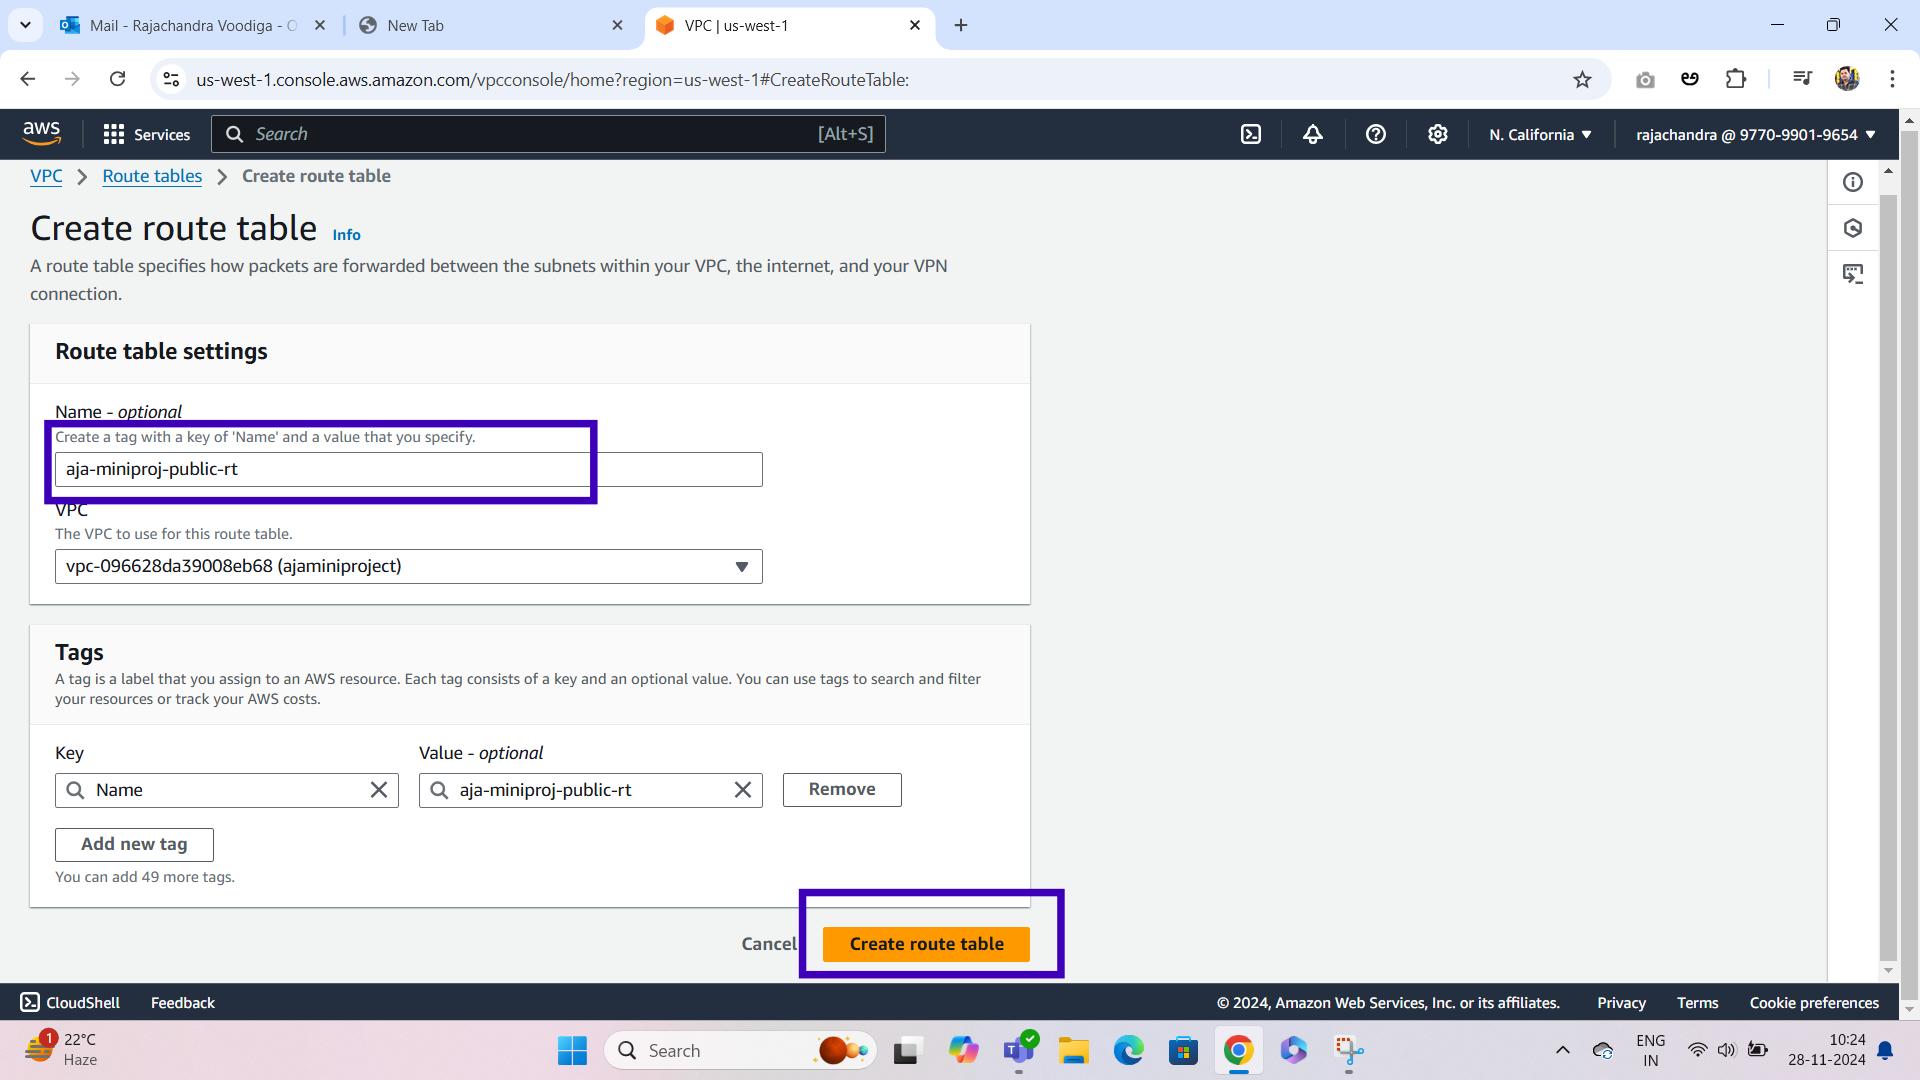 Mail - Rajachandra Voodiga - O
New Tab
VPC | us-west-1
us-west-1.console.aws.amazon.com/vpcconsole/home?region=us-west-1#CreateRouteTable:
aws
Services
Search
[Alt+S]
N. California
rajachandra @ 9770-9901-9654
VPC
Route tables
Create route table
Create route table
Info
A route table specifies how packets are forwarded between the subnets within your VPC, the internet, and your VPN
connection.
Route table settings
Name - optional
Create a tag with a key of 'Name' and a value that you specify.
aja-miniproj-public-rt
VPC
The VPC to use for this route table.
vpc-096628da39008eb68 (ajaminiproject)
Tags
A tag is a label that you assign to an AWS resource. Each tag consists of a key and an optional value. You can use tags to search and filter
your resources or track your AWS costs.
Key
Value - optional
Name
aja-miniproj-public-rt
Remove
Add new tag
You can add 49 more tags.
Cancel
Create route table
CloudShell
Feedback
© 2024, Amazon Web Services, Inc. or its affiliates.
Privacy
Terms
Cookie preferences
1
22°C
Haze
Search
ENG
IN
10:24
28-11-2024